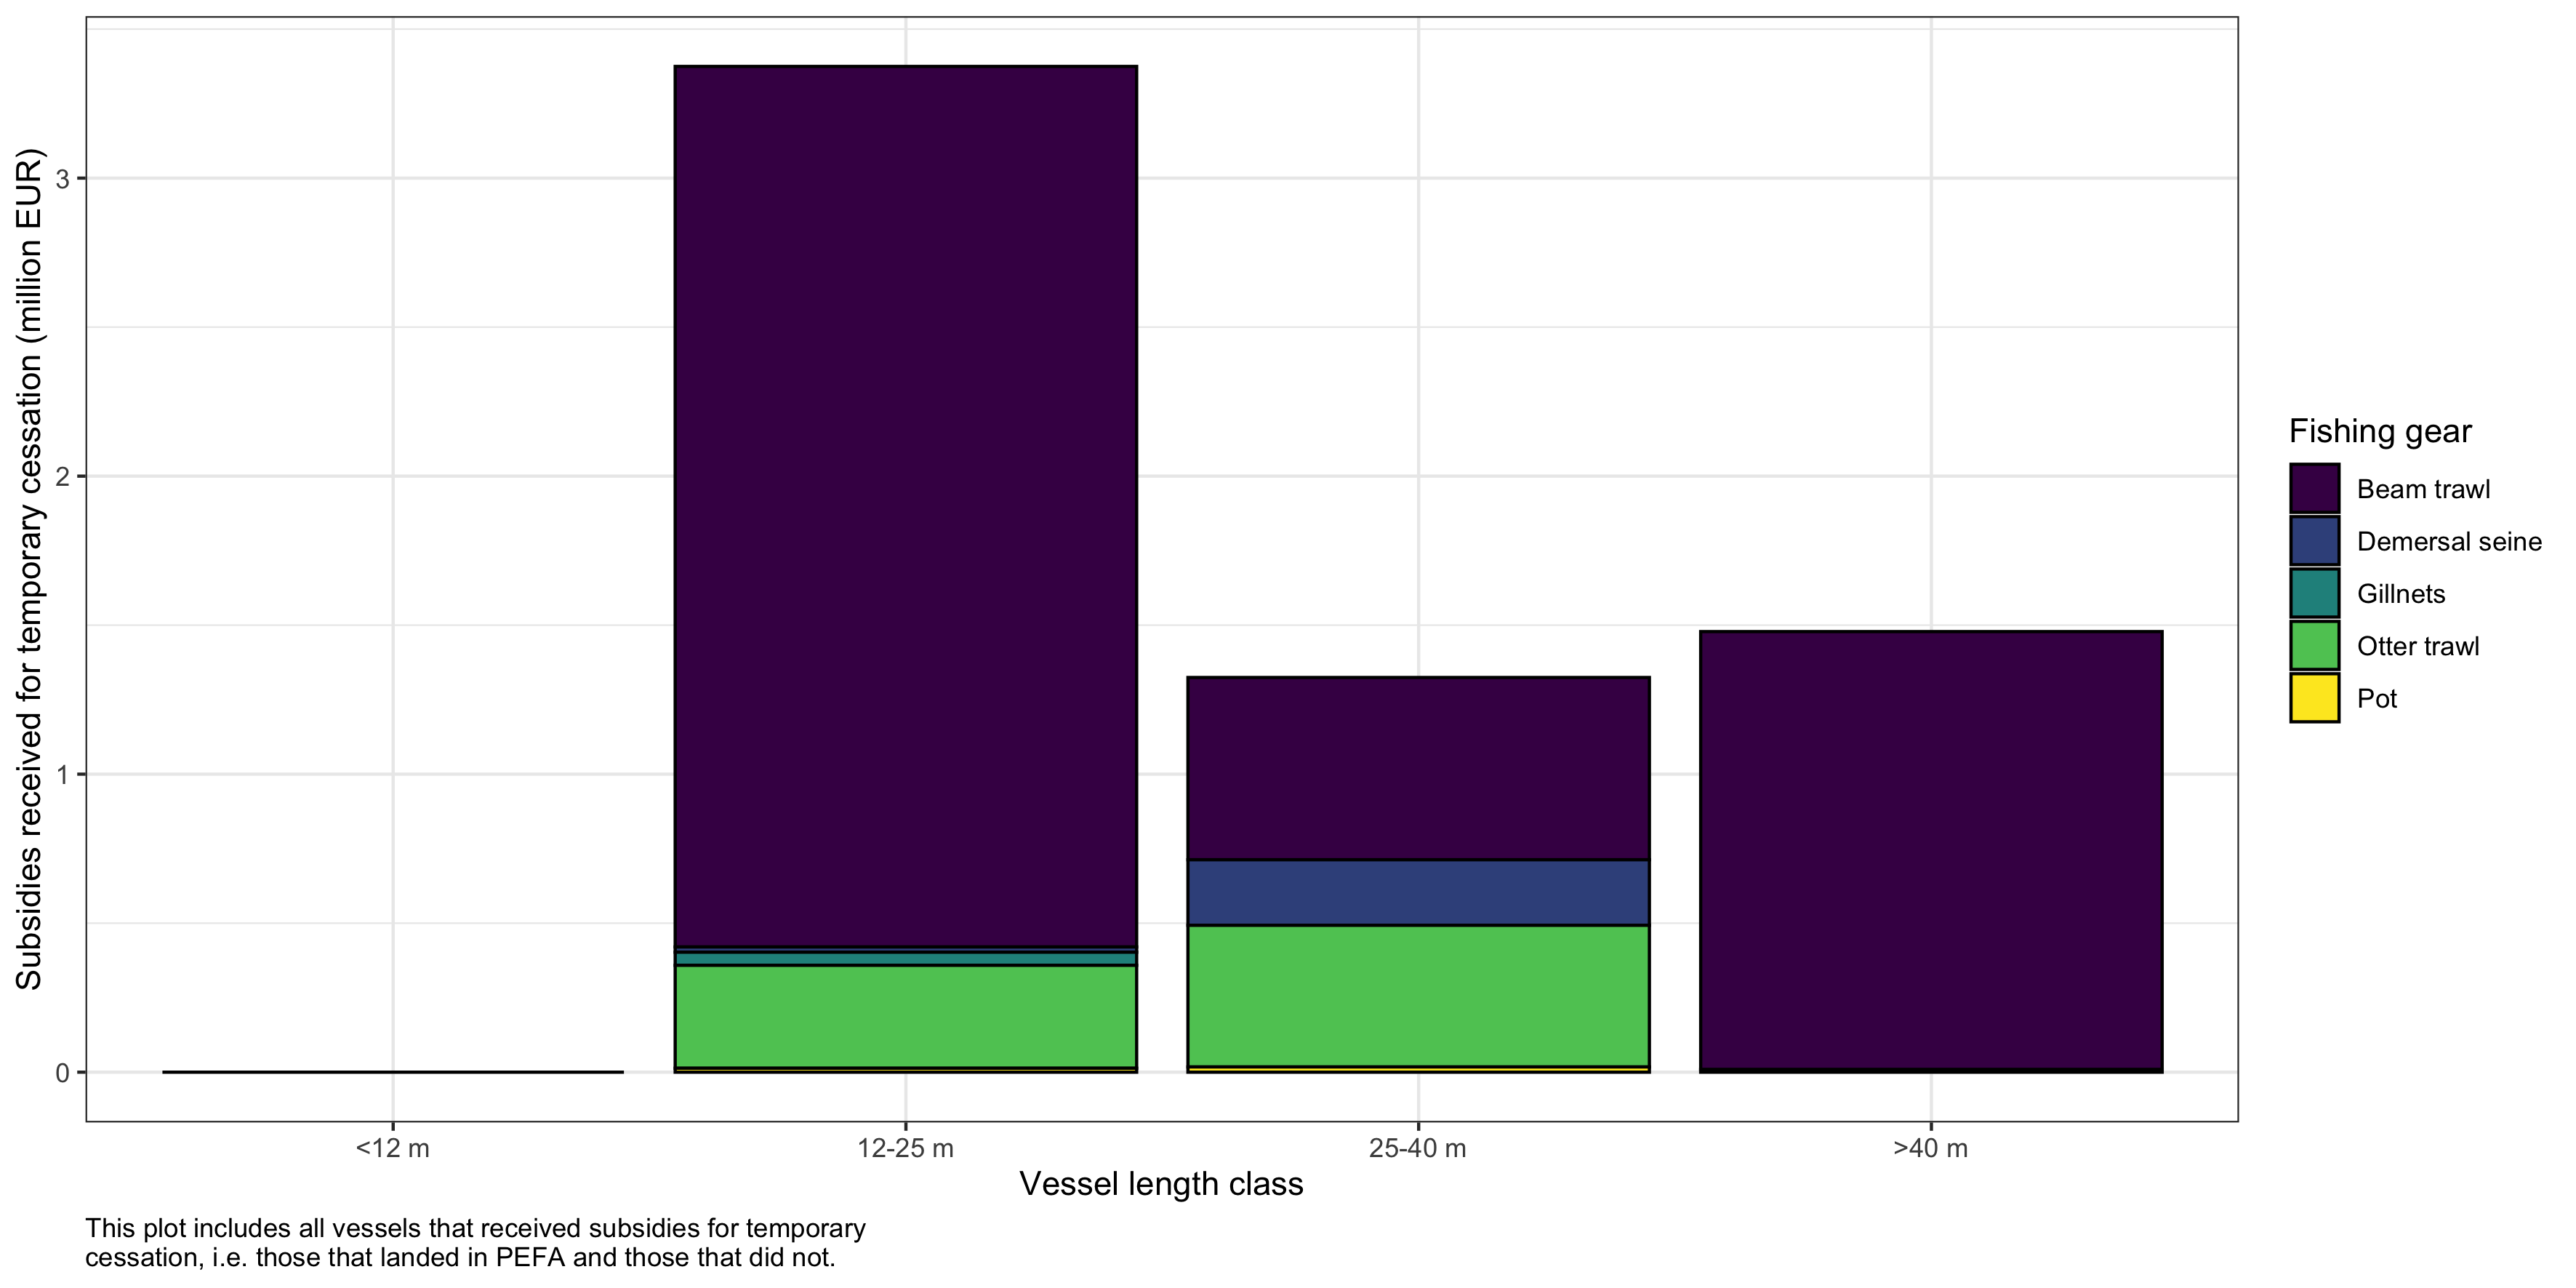 Subsidies received for temporary cessation (million EUR)
3
2
1
0
<12 m
12-25 m
25-40 m
>40 m
Vessel length class
Fishing gear
Beam trawl
Demersal seine
Gillnets
Otter trawl
Pot
This plot includes all vessels that received subsidies for temporary
cessation, i.e. those that landed in PEFA and those that did not.